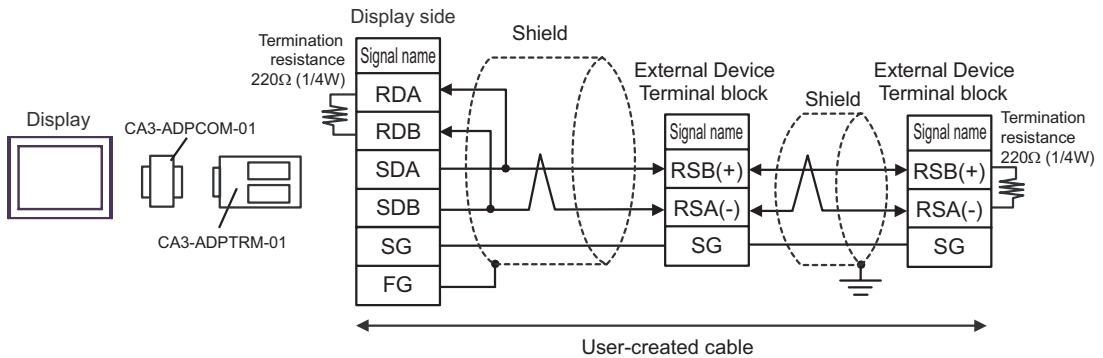 Display side
Shield
Termination
resistance
220Ω (1/4W)
Signal name
RDA
RDB
SDA
SDB
SG
FG
Display
CA3-ADPCOM-01
CA3-ADPTRM-01
External Device
Terminal block
Signal name
RSB(+)
RSA(-)
SG
Shield
External Device
Terminal block
Signal name
RSB(+)
RSA(-)
SG
Termination
resistance
220Ω (1/4W)
User-created cable